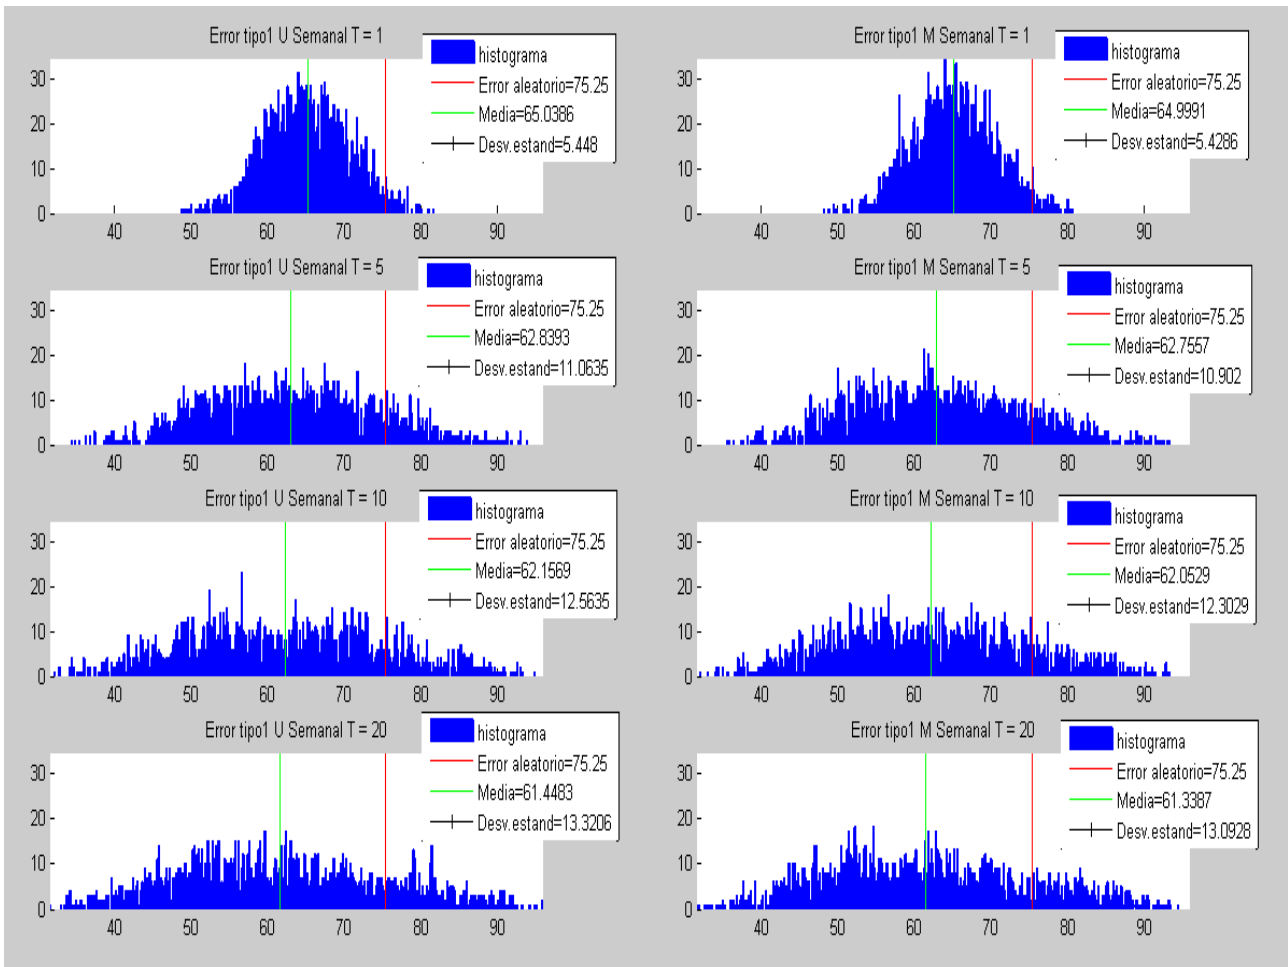 Error tipo1 U Semanal T = 1
histograma
Error aleatorio=75.25
Media=65.0386
Desv.estand=5.448
30
20
10
0
40 50 60 70 80 90
Error tipo1 M Semanal T = 1
histograma
Error aleatorio=75.25
Media=64.9991
Desv.estand=5.4286
30
20
10
0
40 50 60 70 80 90
Error tipo1 U Semanal T = 5
histograma
Error aleatorio=75.25
Media=62.8393
Desv.estand=11.0635
30
20
10
0
40 50 60 70 80 90
Error tipo1 M Semanal T = 5
histograma
Error aleatorio=75.25
Media=62.7557
Desv.estand=10.902
30
20
10
0
40 50 60 70 80 90
Error tipo1 U Semanal T = 10
histograma
Error aleatorio=75.25
Media=62.1569
Desv.estand=12.5635
30
20
10
0
40 50 60 70 80 90
Error tipo1 M Semanal T = 10
histograma
Error aleatorio=75.25
Media=62.0529
Desv.estand=12.3029
30
20
10
0
40 50 60 70 80 90
Error tipo1 U Semanal T = 20
histograma
Error aleatorio=75.25
Media=61.4483
Desv.estand=13.3206
30
20
10
0
40 50 60 70 80 90
Error tipo1 M Semanal T = 20
histograma
Error aleatorio=75.25
Media=61.3387
Desv.estand=13.0928
30
20
10
0
40 50 60 70 80 90